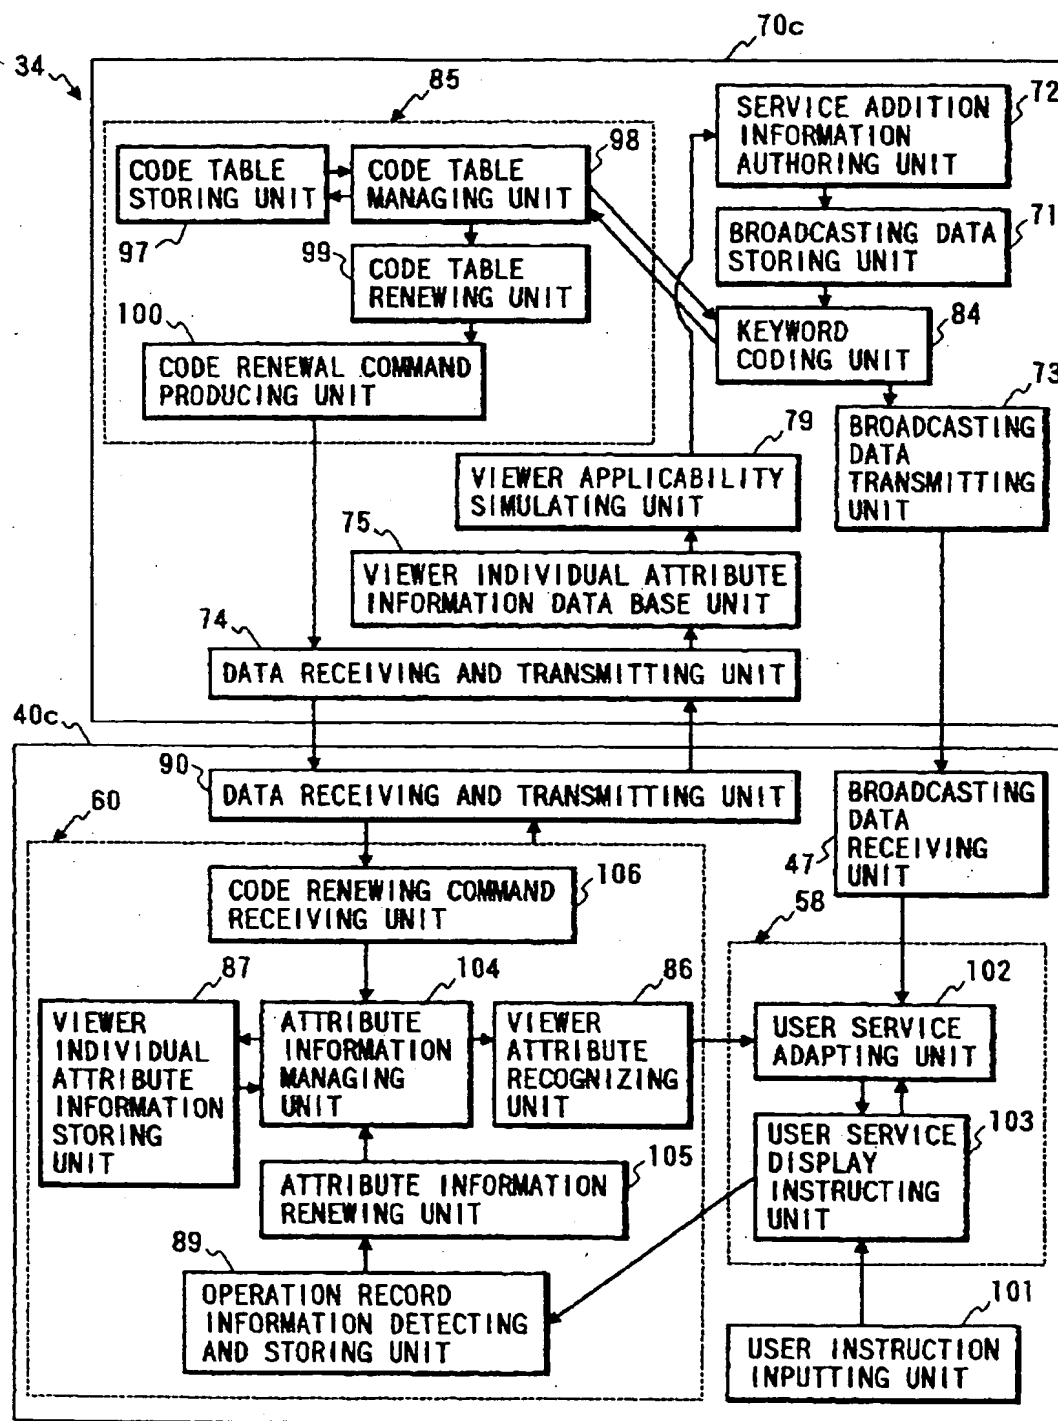 70c
34
85
72
SERVICE ADDITION
INFORMATION
AUTHORING UNIT
98
CODE TABLE
STORING UNIT
CODE TABLE
MANAGING UNIT
71
BROADCASTING DATA
STORING UNIT
97
99
CODE TABLE
RENEWING UNIT
84
KEYWORD
CODING UNIT
100
CODE RENEWAL COMMAND
PRODUCING UNIT
73
BROADCASTING
DATA
TRANSMITTING
UNIT
79
VIEWER APPLICABILITY
SIMULATING UNIT
75
VIEWER INDIVIDUAL ATTRIBUTE
INFORMATION DATA BASE UNIT
74
DATA RECEIVING AND TRANSMITTING UNIT
40c
90
DATA RECEIVING AND TRANSMITTING UNIT
BROADCASTING
DATA
RECEIVING
UNIT
47
60
106
CODE RENEWING COMMAND
RECEIVING UNIT
58
87
104
86
102
VIEWER
INDIVIDUAL
ATTRIBUTE
INFORMATION
STORING
UNIT
ATTRIBUTE
INFORMATION
MANAGING
UNIT
VIEWER
ATTRIBUTE
RECOGNIZING
UNIT
USER SERVICE
ADAPTING UNIT
103
USER SERVICE
DISPLAY
INSTRUCTING
UNIT
105
ATTRIBUTE INFORMATION
RENEWING UNIT
89
OPERATION RECORD
INFORMATION DETECTING
AND STORING UNIT
101
USER INSTRUCTION
INPUTTING UNIT